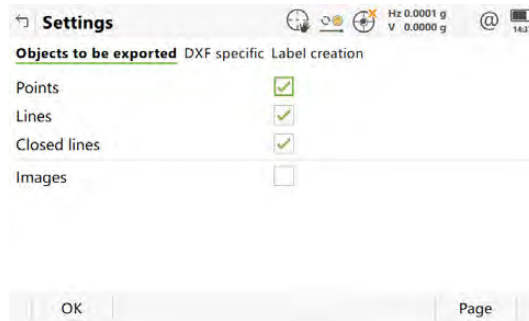 Settings
Hz 0.0001 g
V 0.0000 g
@
Objects to be exported DXF specific Label creation
Points
Lines
Closed lines
Images
OK Page